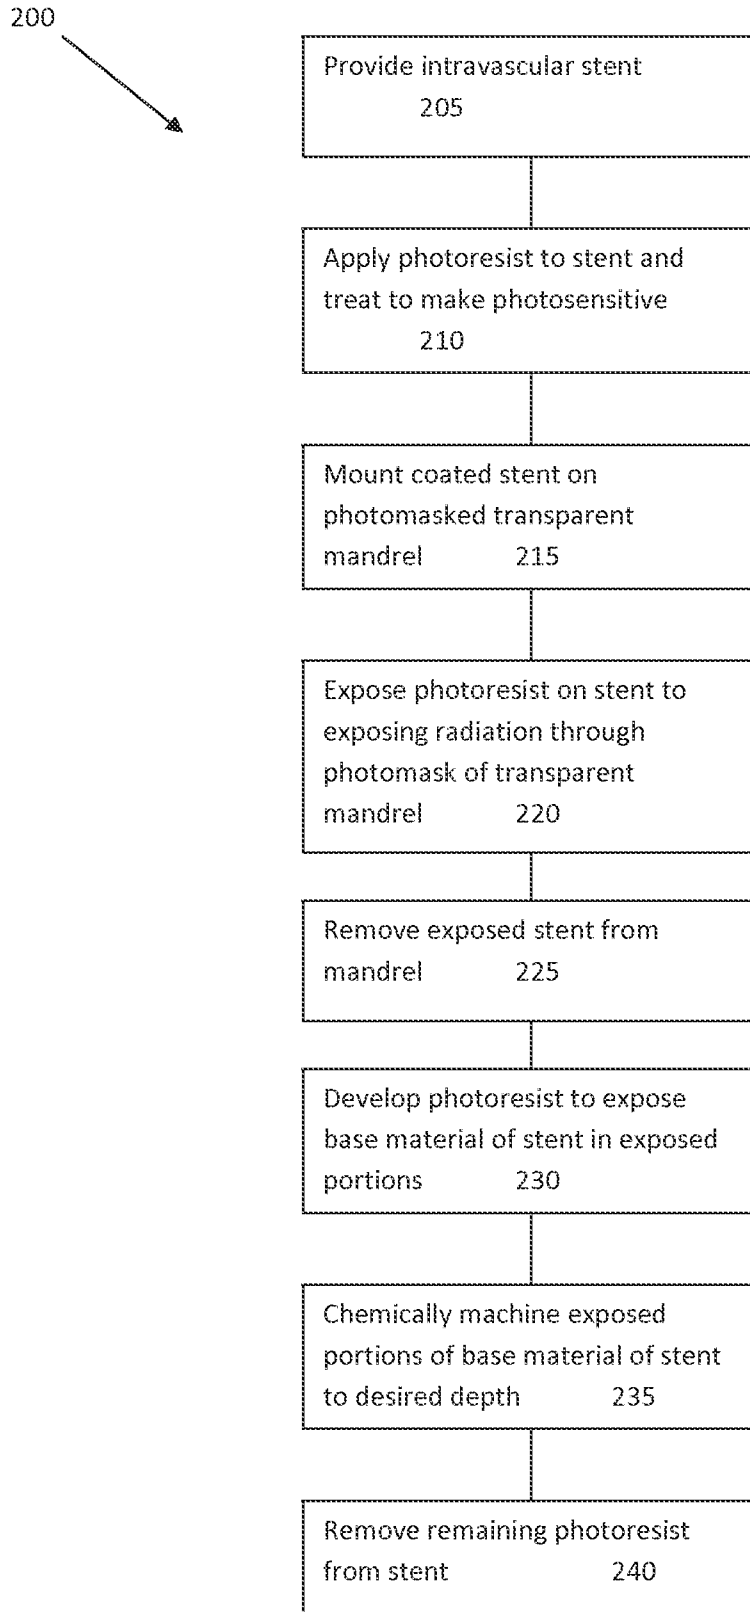 200
Provide intravascular stent
205
Apply photoresist to stent and
treat to make photosensitive
210
Mount coated stent on
photomasked transparent
mandrel 215
Expose photoresist on stent to
exposing radiation through
photomask of transparent
mandrel 220
Remove exposed stent from
mandrel 225
Develop photoresist to expose
base material of stent in exposed
portions 230
Chemically machine exposed
portions of base material of stent
to desired depth 235
Remove remaining photoresist
from stent 240